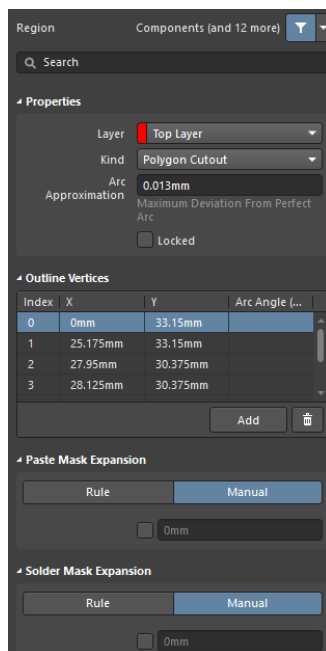 Region Components (and 12 more)
Search
Properties
Layer Top Layer
Kind Polygon Cutout
Arc Approximation 0.013mm
Maximum Deviation From Perfect Arc
Locked
Outline Vertices
Index X Y Arc Angle (...
0 0mm 33.15mm
1 25.175mm 33.15mm
2 27.95mm 30.375mm
3 28.125mm 30.375mm
Add
Paste Mask Expansion
Rule Manual
0mm
Solder Mask Expansion
Rule Manual
0mm